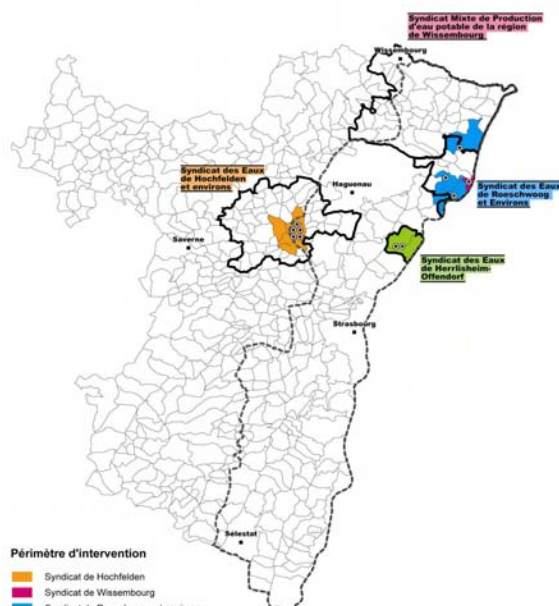 Syndicat Mixte de Production
d'eau potable de la région
de Wissembourg
Wissembourg
Syndicat des Eaux
de Hochfelden
et environs
Haguenau
Syndicat des Eaux
de Roeschwoog
et Environs
Saverne
Syndicat des Eaux
de Herrlisheim-
Offendorf
Strasbourg
Sélestat
Périmètre d'intervention
Syndicat de Hochfelden
Syndicat de Wissembourg